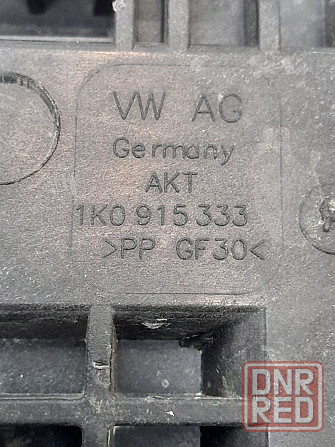 VW AG
Germany
AKT
1K0 915 333
>PP GF30<
DNR
RED